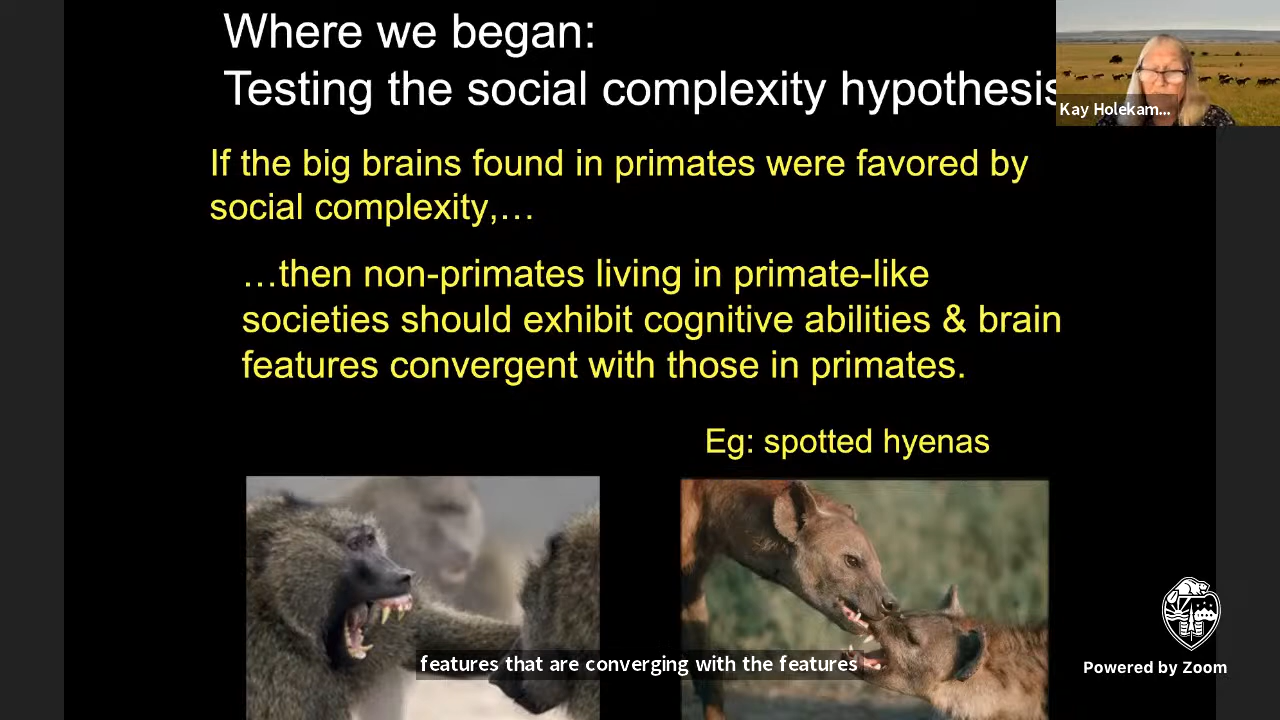 Where we began:
Testing the social complexity hypothesis
Kay Holekam...
If the big brains found in primates were favored by
social complexity,…
…then non-primates living in primate-like
societies should exhibit cognitive abilities & brain
features convergent with those in primates.
Eg: spotted hyenas
features that are converging with the features
Powered by Zoom